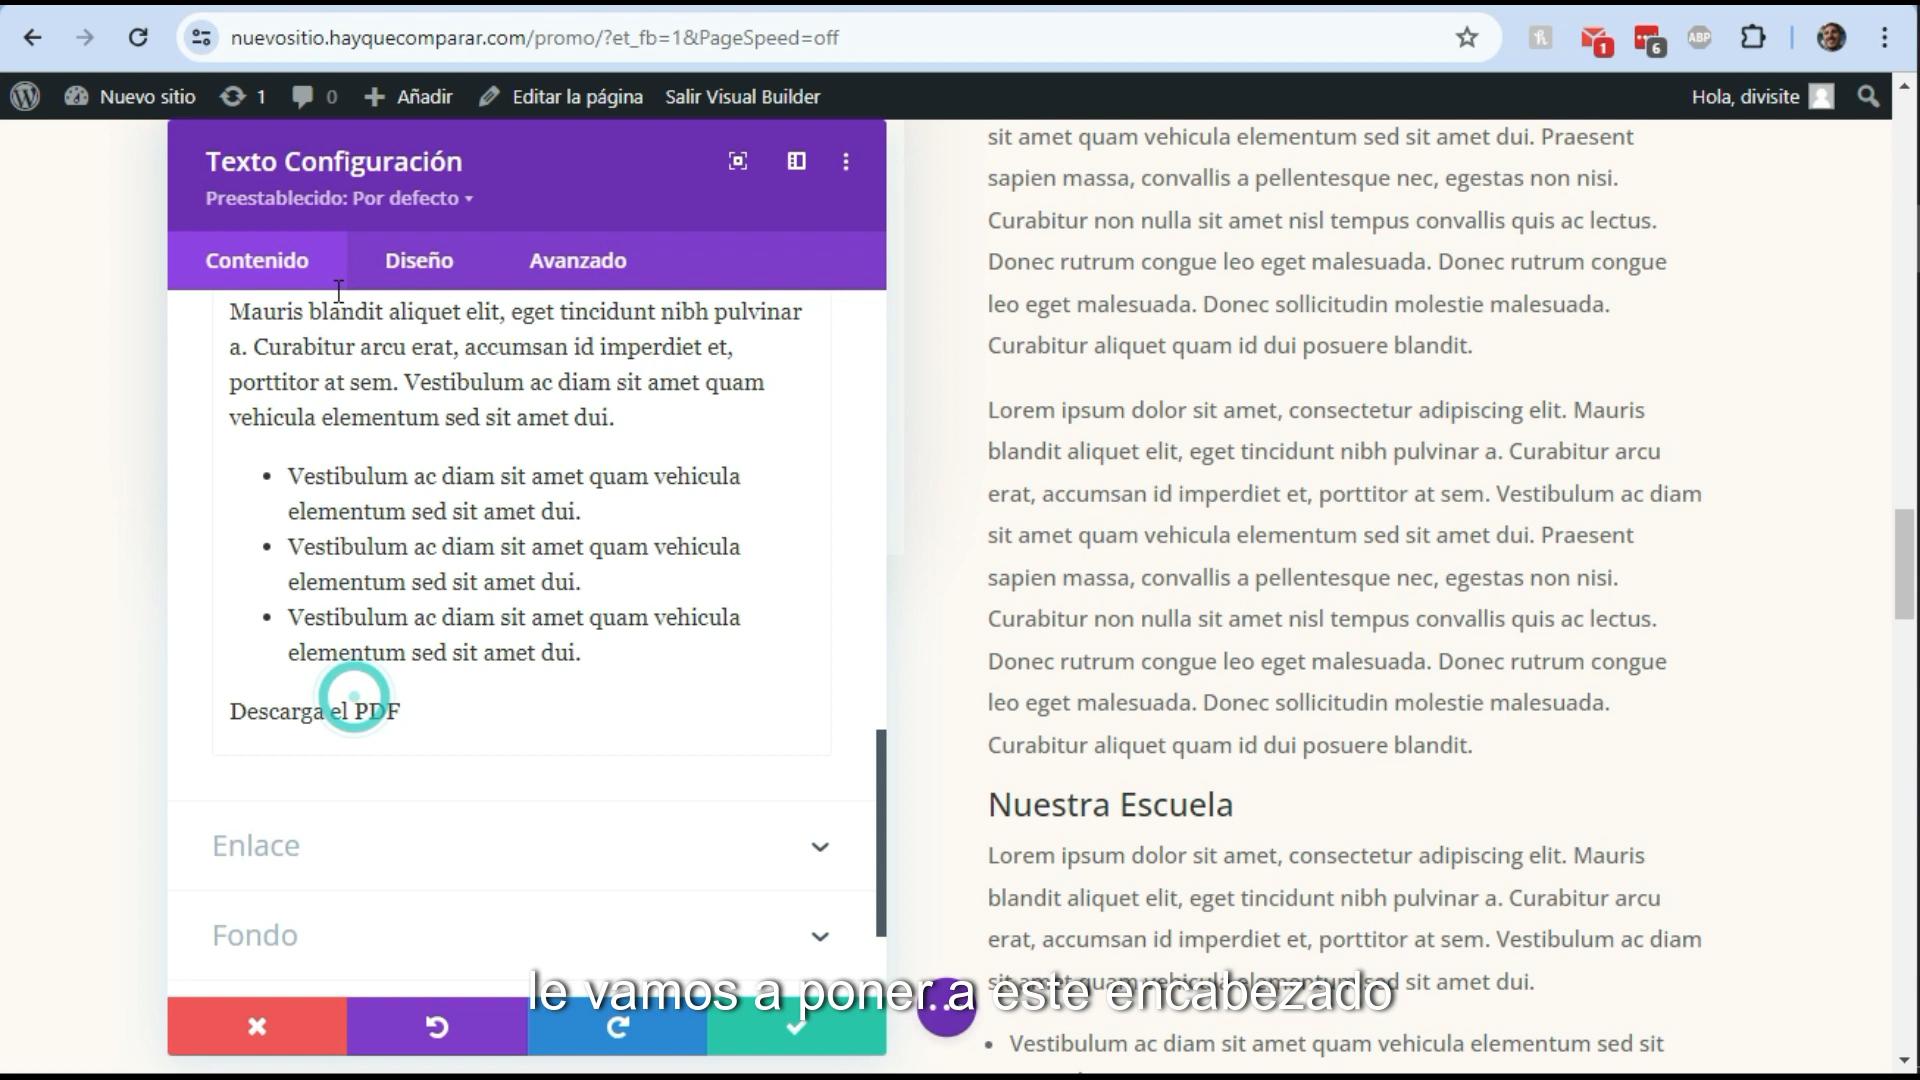 nuevositio.hayquecomparar.com/promo/?et_fb=1&PageSpeed=off
1
6
ABP
Nuevo sitio
1
0
Añadir
Editar la página
Salir Visual Builder
Hola, divisite
Texto Configuración
Preestablecido: Por defecto
Contenido
Diseño
Avanzado
Mauris blandit aliquet elit, eget tincidunt nibh pulvinar
a. Curabitur arcu erat, accumsan id imperdiet et,
porttitor at sem. Vestibulum ac diam sit amet quam
vehicula elementum sed sit amet dui.
• Vestibulum ac diam sit amet quam vehicula
elementum sed sit amet dui.
• Vestibulum ac diam sit amet quam vehicula
elementum sed sit amet dui.
• Vestibulum ac diam sit amet quam vehicula
elementum sed sit amet dui.
Descarga el PDF
Enlace
Fondo
sit amet quam vehicula elementum sed sit amet dui. Praesent
sapien massa, convallis a pellentesque nec, egestas non nisi.
Curabitur non nulla sit amet nisl tempus convallis quis ac lectus.
Donec rutrum congue leo eget malesuada. Donec rutrum congue
leo eget malesuada. Donec sollicitudin molestie malesuada.
Curabitur aliquet quam id dui posuere blandit.
Lorem ipsum dolor sit amet, consectetur adipiscing elit. Mauris
blandit aliquet elit, eget tincidunt nibh pulvinar a. Curabitur arcu
erat, accumsan id imperdiet et, porttitor at sem. Vestibulum ac diam
sit amet quam vehicula elementum sed sit amet dui. Praesent
sapien massa, convallis a pellentesque nec, egestas non nisi.
Curabitur non nulla sit amet nisl tempus convallis quis ac lectus.
Donec rutrum congue leo eget malesuada. Donec rutrum congue
leo eget malesuada. Donec sollicitudin molestie malesuada.
Curabitur aliquet quam id dui posuere blandit.
Nuestra Escuela
Lorem ipsum dolor sit amet, consectetur adipiscing elit. Mauris
blandit aliquet elit, eget tincidunt nibh pulvinar a. Curabitur arcu
erat, accumsan id imperdiet et, porttitor at sem. Vestibulum ac diam
sit amet quam vehicula elementum sed sit amet dui.
• Vestibulum ac diam sit amet quam vehicula elementum sed sit
le vamos a poner a este encabezado